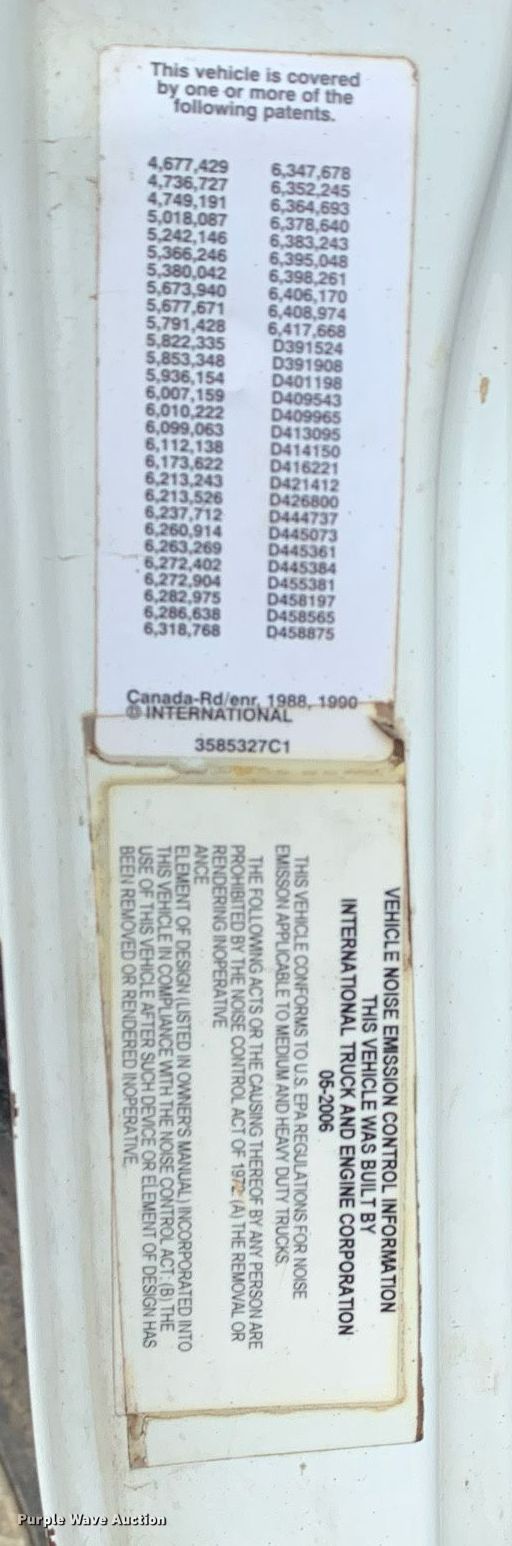 This vehicle is covered
by one or more of the
following patents.
4,677,429
4,736,727
4,749,191
5,018,087
5,242,146
5,366,246
5,380,042
5,673,940
5,677,671
5,791,428
5,822,335
5,853,348
5,936,154
6,007,159
6,010,222
6,099,063
6,112,138
6,173,622
6,213,243
6,213,526
6,237,712
6,260,914
6,263,269
6,272,402
6,272,904
6,282,975
6,286,638
6,318,768
6,347,678
6,352,245
6,364,693
6,378,640
6,383,243
6,395,048
6,398,261
6,406,170
6,408,974
6,417,668
D391524
D391908
D401198
D409543
D409965
D413095
D414150
D416221
D421412
D426800
D444737
D445073
D445361
D445384
D455381
D458197
D458565
D458875
Canada-Rd/enr, 1988, 1990
© INTERNATIONAL
3585327C1
VEHICLE NOISE EMISSION CONTROL INFORMATION
THIS VEHICLE WAS BUILT BY
INTERNATIONAL TRUCK AND ENGINE CORPORATION
06-2006
THIS VEHICLE CONFORMS TO U.S. EPA REGULATIONS FOR NOISE
EMISSON APPLICABLE TO MEDIUM AND HEAVY DUTY TRUCKS.
THE FOLLOWING ACTS OR THE CAUSING THEREOF BY ANY PERSON ARE
PROHIBITED BY THE NOISE CONTROL ACT OF 1972: (A) THE REMOVAL OR
RENDERING INOPERATIVE
ANCE
ELEMENT OF DESIGN (LISTED IN OWNER'S MANUAL) INCORPORATED INTO
THIS VEHICLE IN COMPLIANCE WITH THE NOISE CONTROL ACT: (B) THE
USE OF THIS VEHICLE AFTER SUCH DEVICE OR ELEMENT OF DESIGN HAS
BEEN REMOVED OR RENDERED INOPERATIVE.
Purple Wave Auction